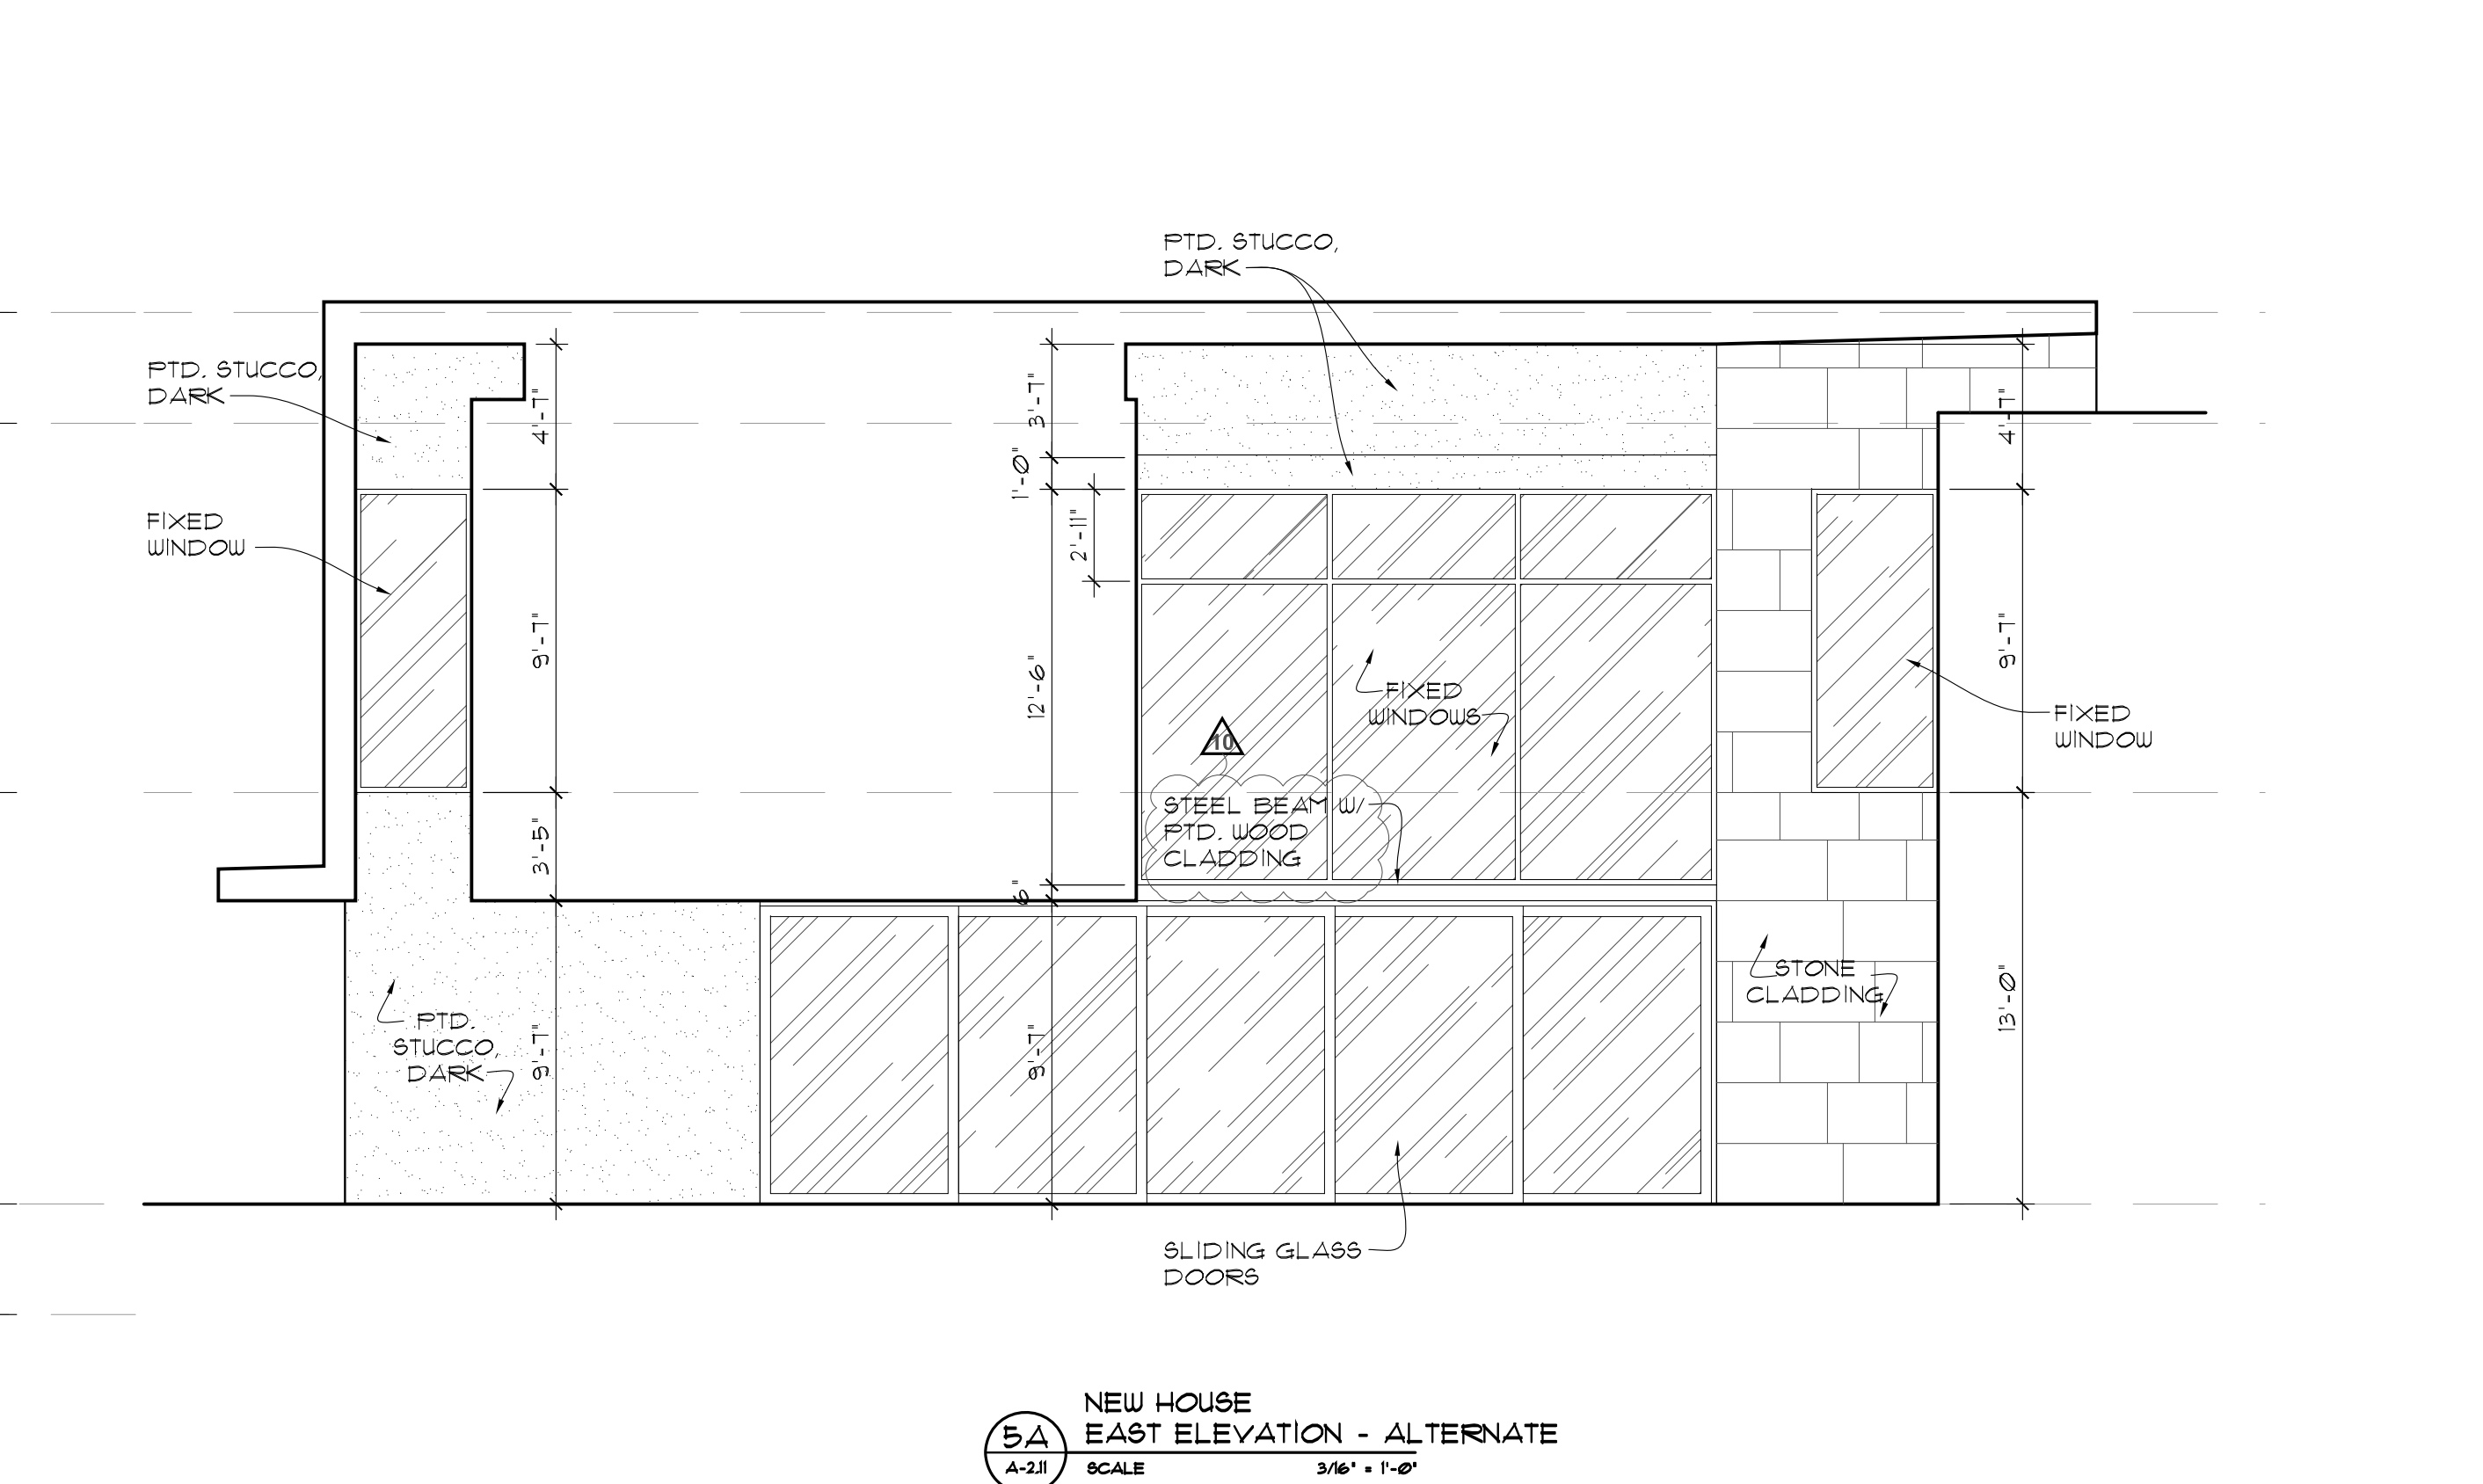 PTD. STUCCO,
DARK
PTD. STUCCO,
DARK
4'-7"
3'-7"
4'-7"
1'-0"
2'-11"
FIXED
WINDOW
9'-7"
12'-6"
9'-7"
FIXED
WINDOWS
FIXED
WINDOW
10
STEEL BEAM W/
PTD. WOOD
CLADDING
3'-5"
6"
STONE
CLADDING
13'-0"
PTD.
STUCCO,
DARK
9'-7"
9'-7"
SLIDING GLASS
DOORS
NEW HOUSE
5A
EAST ELEVATION - ALTERNATE
A-2.11
SCALE
3/16" = 1'-0"